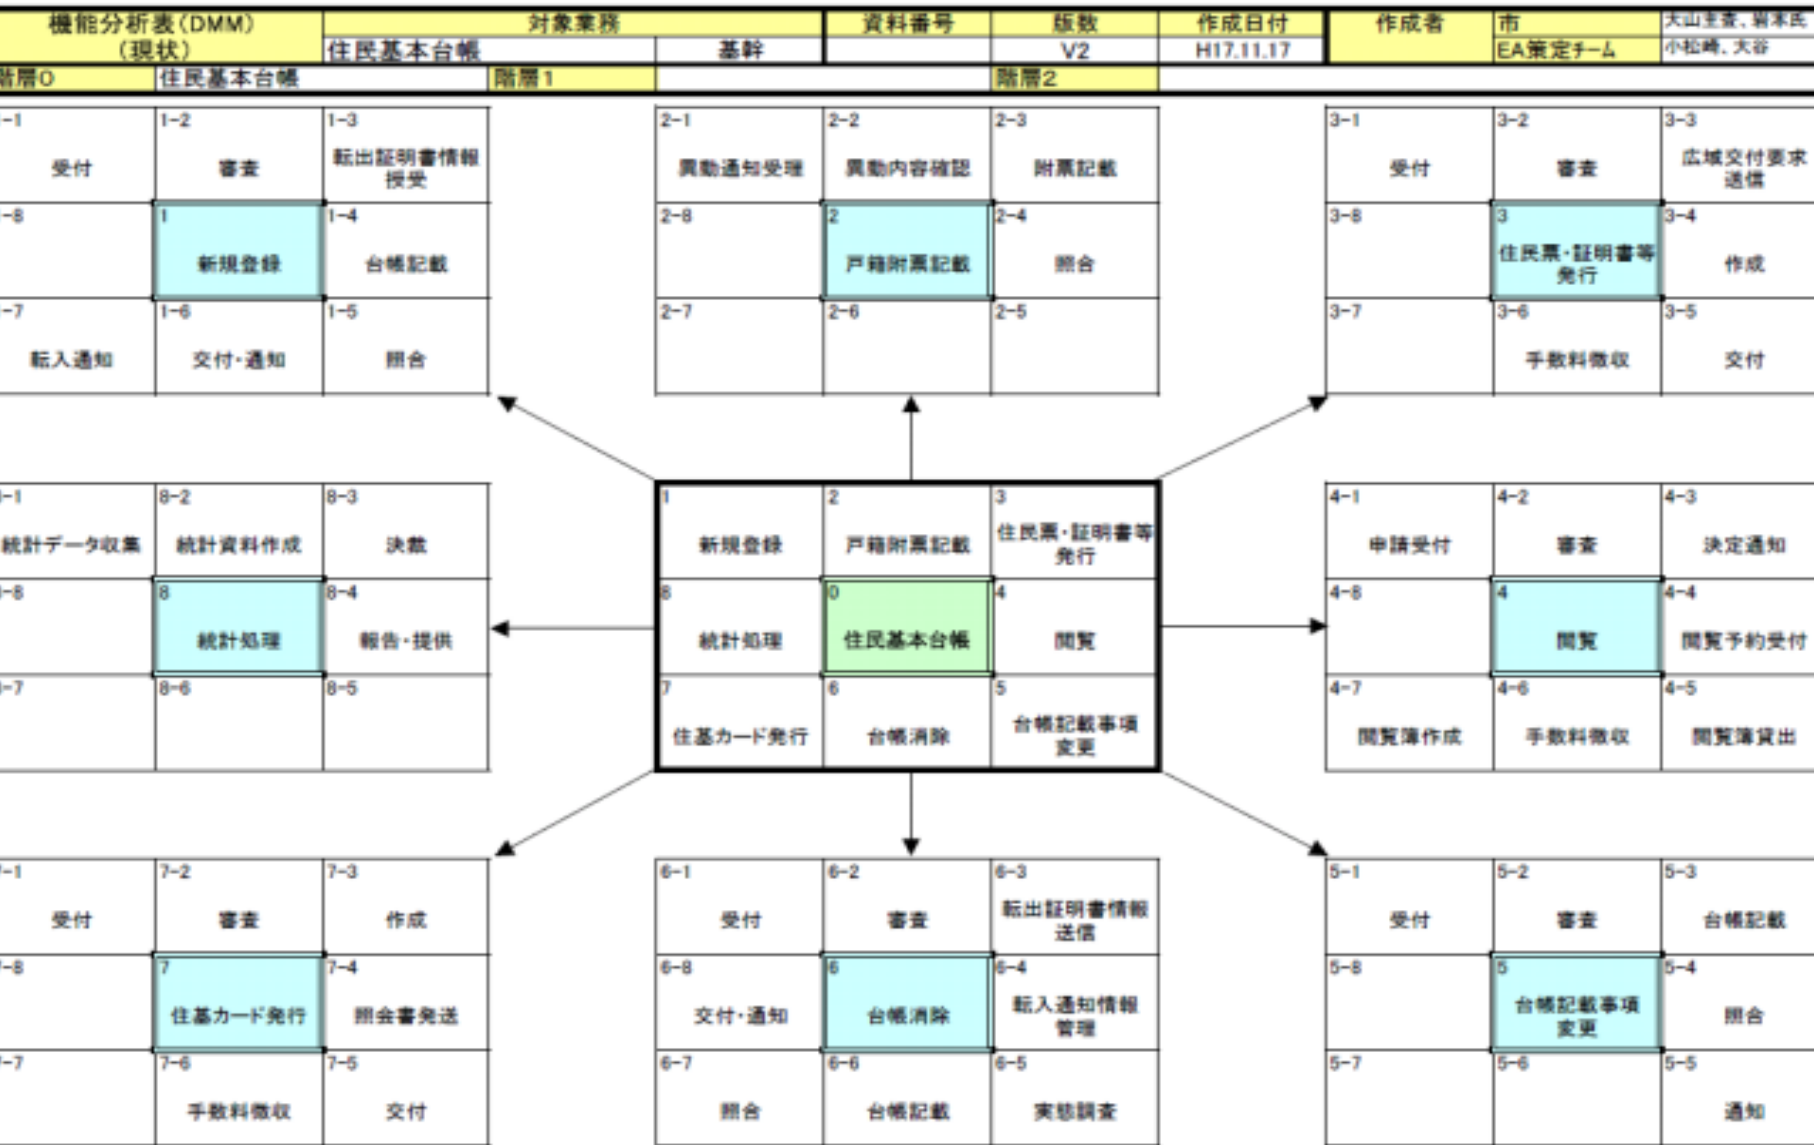 機能分析表(DMM)
(現状)
対象業務
資料番号
版数
作成日付
作成者
市
大山主査、岩本氏
住民基本台帳
基幹
V2
H17.11.17
EA策定チーム
小松崎、大谷
階層0
住民基本台帳
階層1
階層2
-1
受付
1-2
審査
1-3
転出証明書情報
授受
-8
1
新規登録
1-4
台帳記載
-7
転入通知
1-6
交付・通知
1-5
照合
2-1
異動通知受理
2-2
異動内容確認
2-3
附票記載
2-8
2
戸籍附票記載
2-4
照合
2-7
2-6
2-5
3-1
受付
3-2
審査
3-3
広域交付要求
送信
3-8
3
住民票・証明書等
発行
3-4
作成
3-7
3-6
手数料徴収
3-5
交付
-1
統計データ収集
8-2
統計資料作成
8-3
決裁
-8
8
統計処理
8-4
報告・提供
-7
8-6
8-5
1
新規登録
2
戸籍附票記載
3
住民票・証明書等
発行
8
統計処理
0
住民基本台帳
4
閲覧
7
住基カード発行
6
台帳消除
5
台帳記載事項
変更
4-1
申請受付
4-2
審査
4-3
決定通知
4-8
4
閲覧
4-4
閲覧予約受付
4-7
閲覧簿作成
4-6
手数料徴収
4-5
閲覧簿貸出
-1
受付
7-2
審査
7-3
作成
-8
7
住基カード発行
7-4
照会書発送
-7
7-6
手数料徴収
7-5
交付
6-1
受付
6-2
審査
6-3
転出証明書情報
送信
6-8
交付・通知
6
台帳消除
6-4
転入通知情報
管理
6-7
照合
6-6
台帳記載
6-5
実態調査
5-1
受付
5-2
審査
5-3
台帳記載
5-8
5
台帳記載事項
変更
5-4
照合
5-7
5-6
5-5
通知